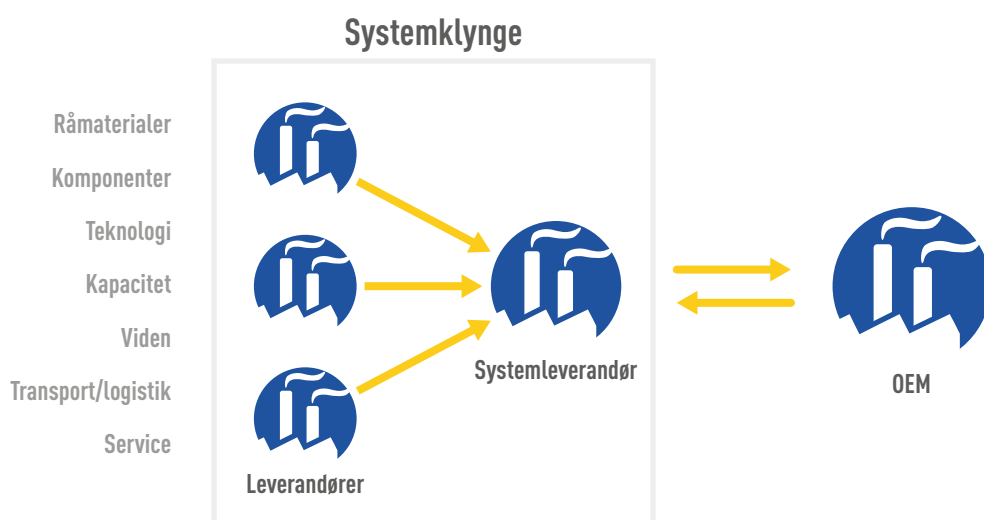 Systemklynge
Råmaterialer
Komponenter
Teknologi
Kapacitet
Viden
Transport/logistik
Service
Leverandører
Systemleverandør
OEM